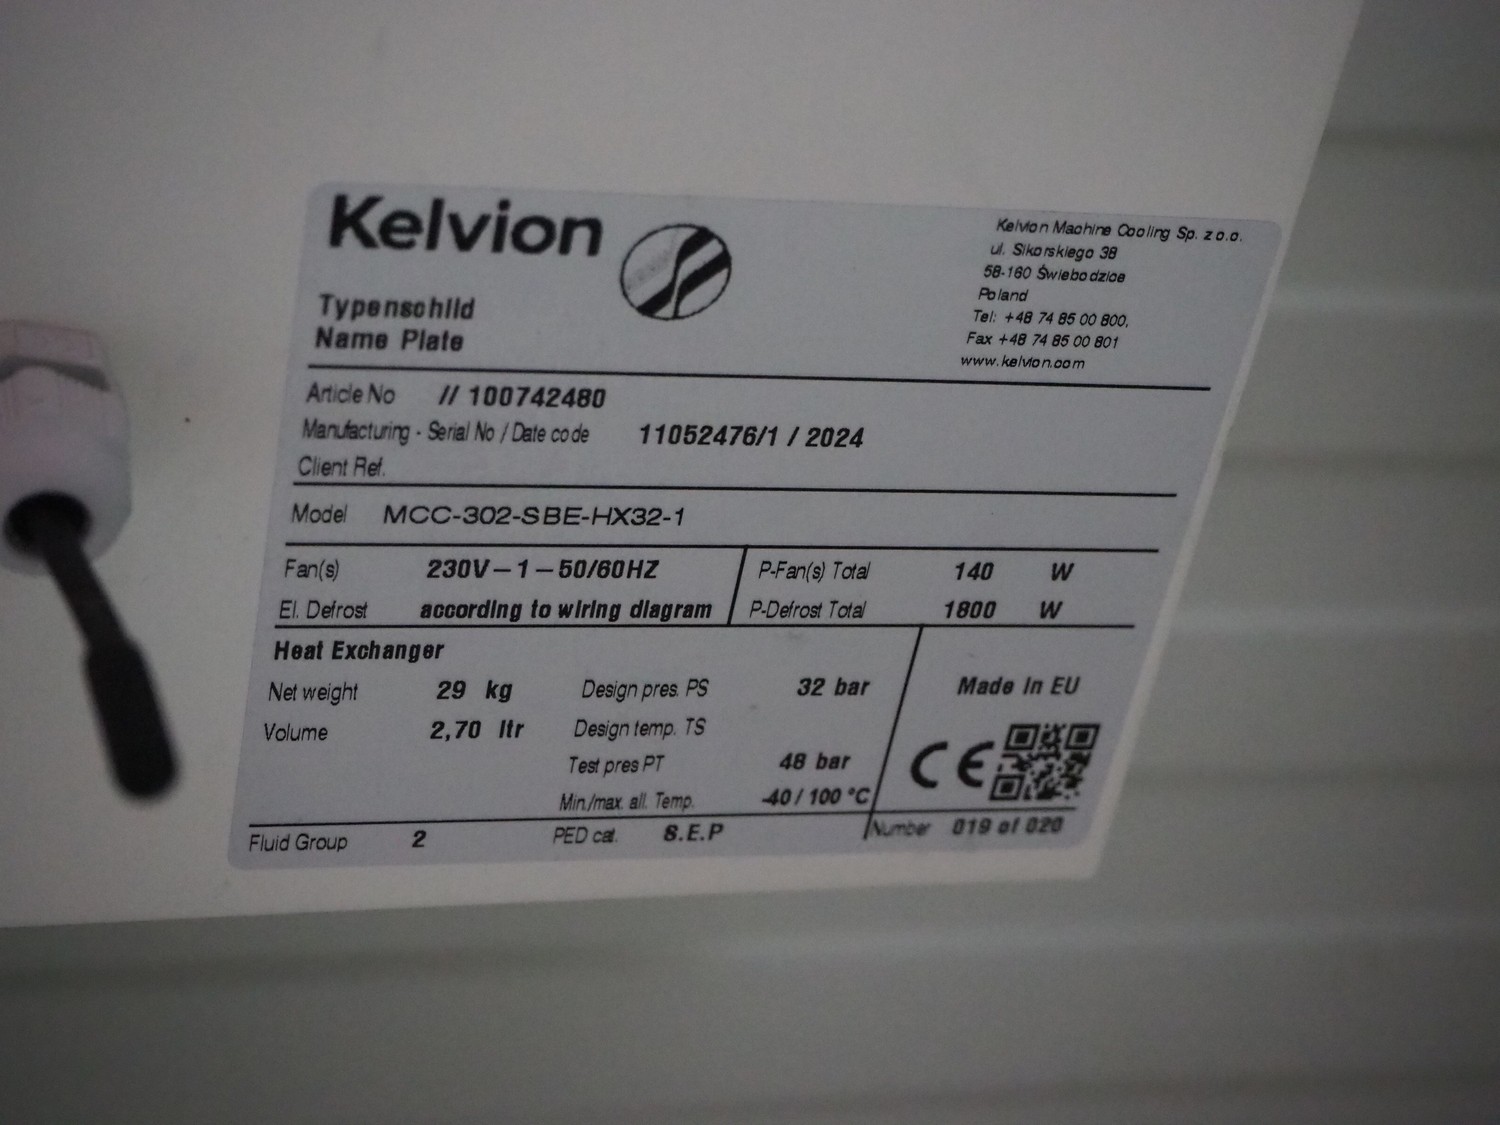 Kelvion
Typenschild
Name Plate
Kelvion Machine Cooling Sp. z o.o.
ul. Sikorskiego 38
58-160 Świebodzice
Poland
Tel: +48 74 85 00 800,
Fax +48 74 85 00 801
www.kelvion.com
Article No // 100742480
Manufacturing - Serial No / Date code 11052476/1 / 2024
Client Ref.
Model MCC-302-SBE-HX32-1
Fan(s) 230V – 1 – 50/60HZ P-Fan(s) Total 140 W
El. Defrost according to wiring diagram P-Defrost Total 1800 W
Heat Exchanger
Net weight 29 kg Design pres. PS 32 bar Made In EU
Volume 2,70 ltr Design temp. TS
Test pres PT 48 bar CE
Min./max. all. Temp. -40 / 100 °C
Fluid Group 2 PED cat. S.E.P Number 019 of 020